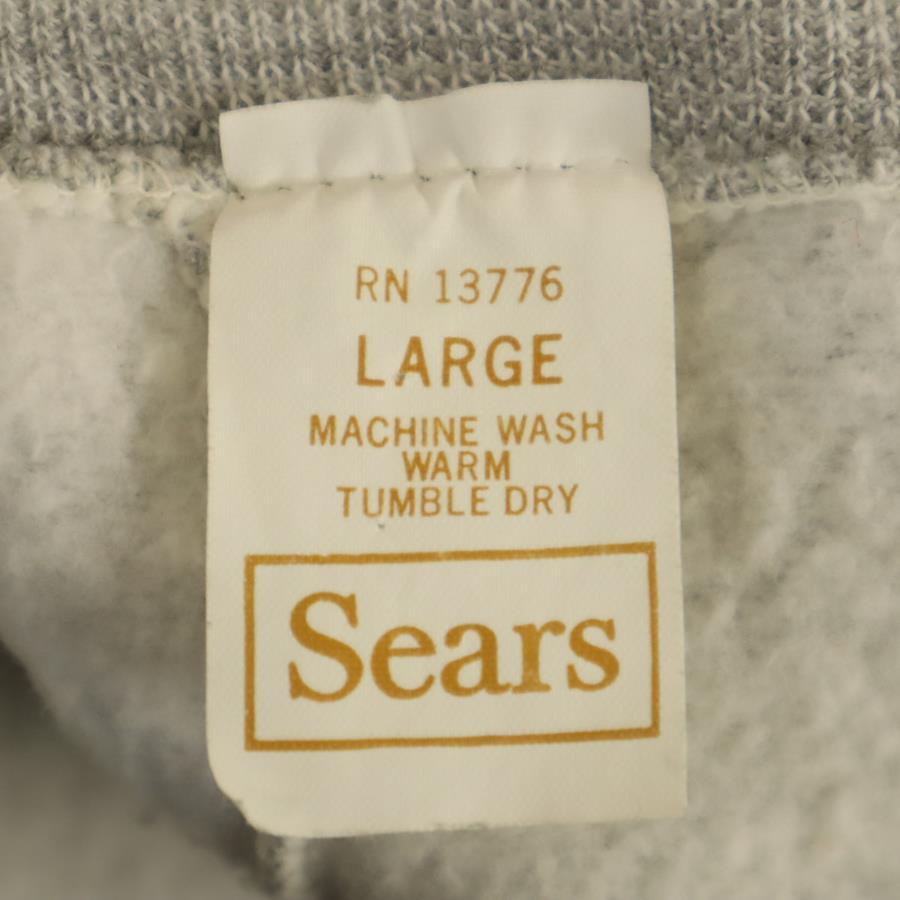 RN 13776
LARGE
MACHINE WASH
WARM
TUMBLE DRY
Sears